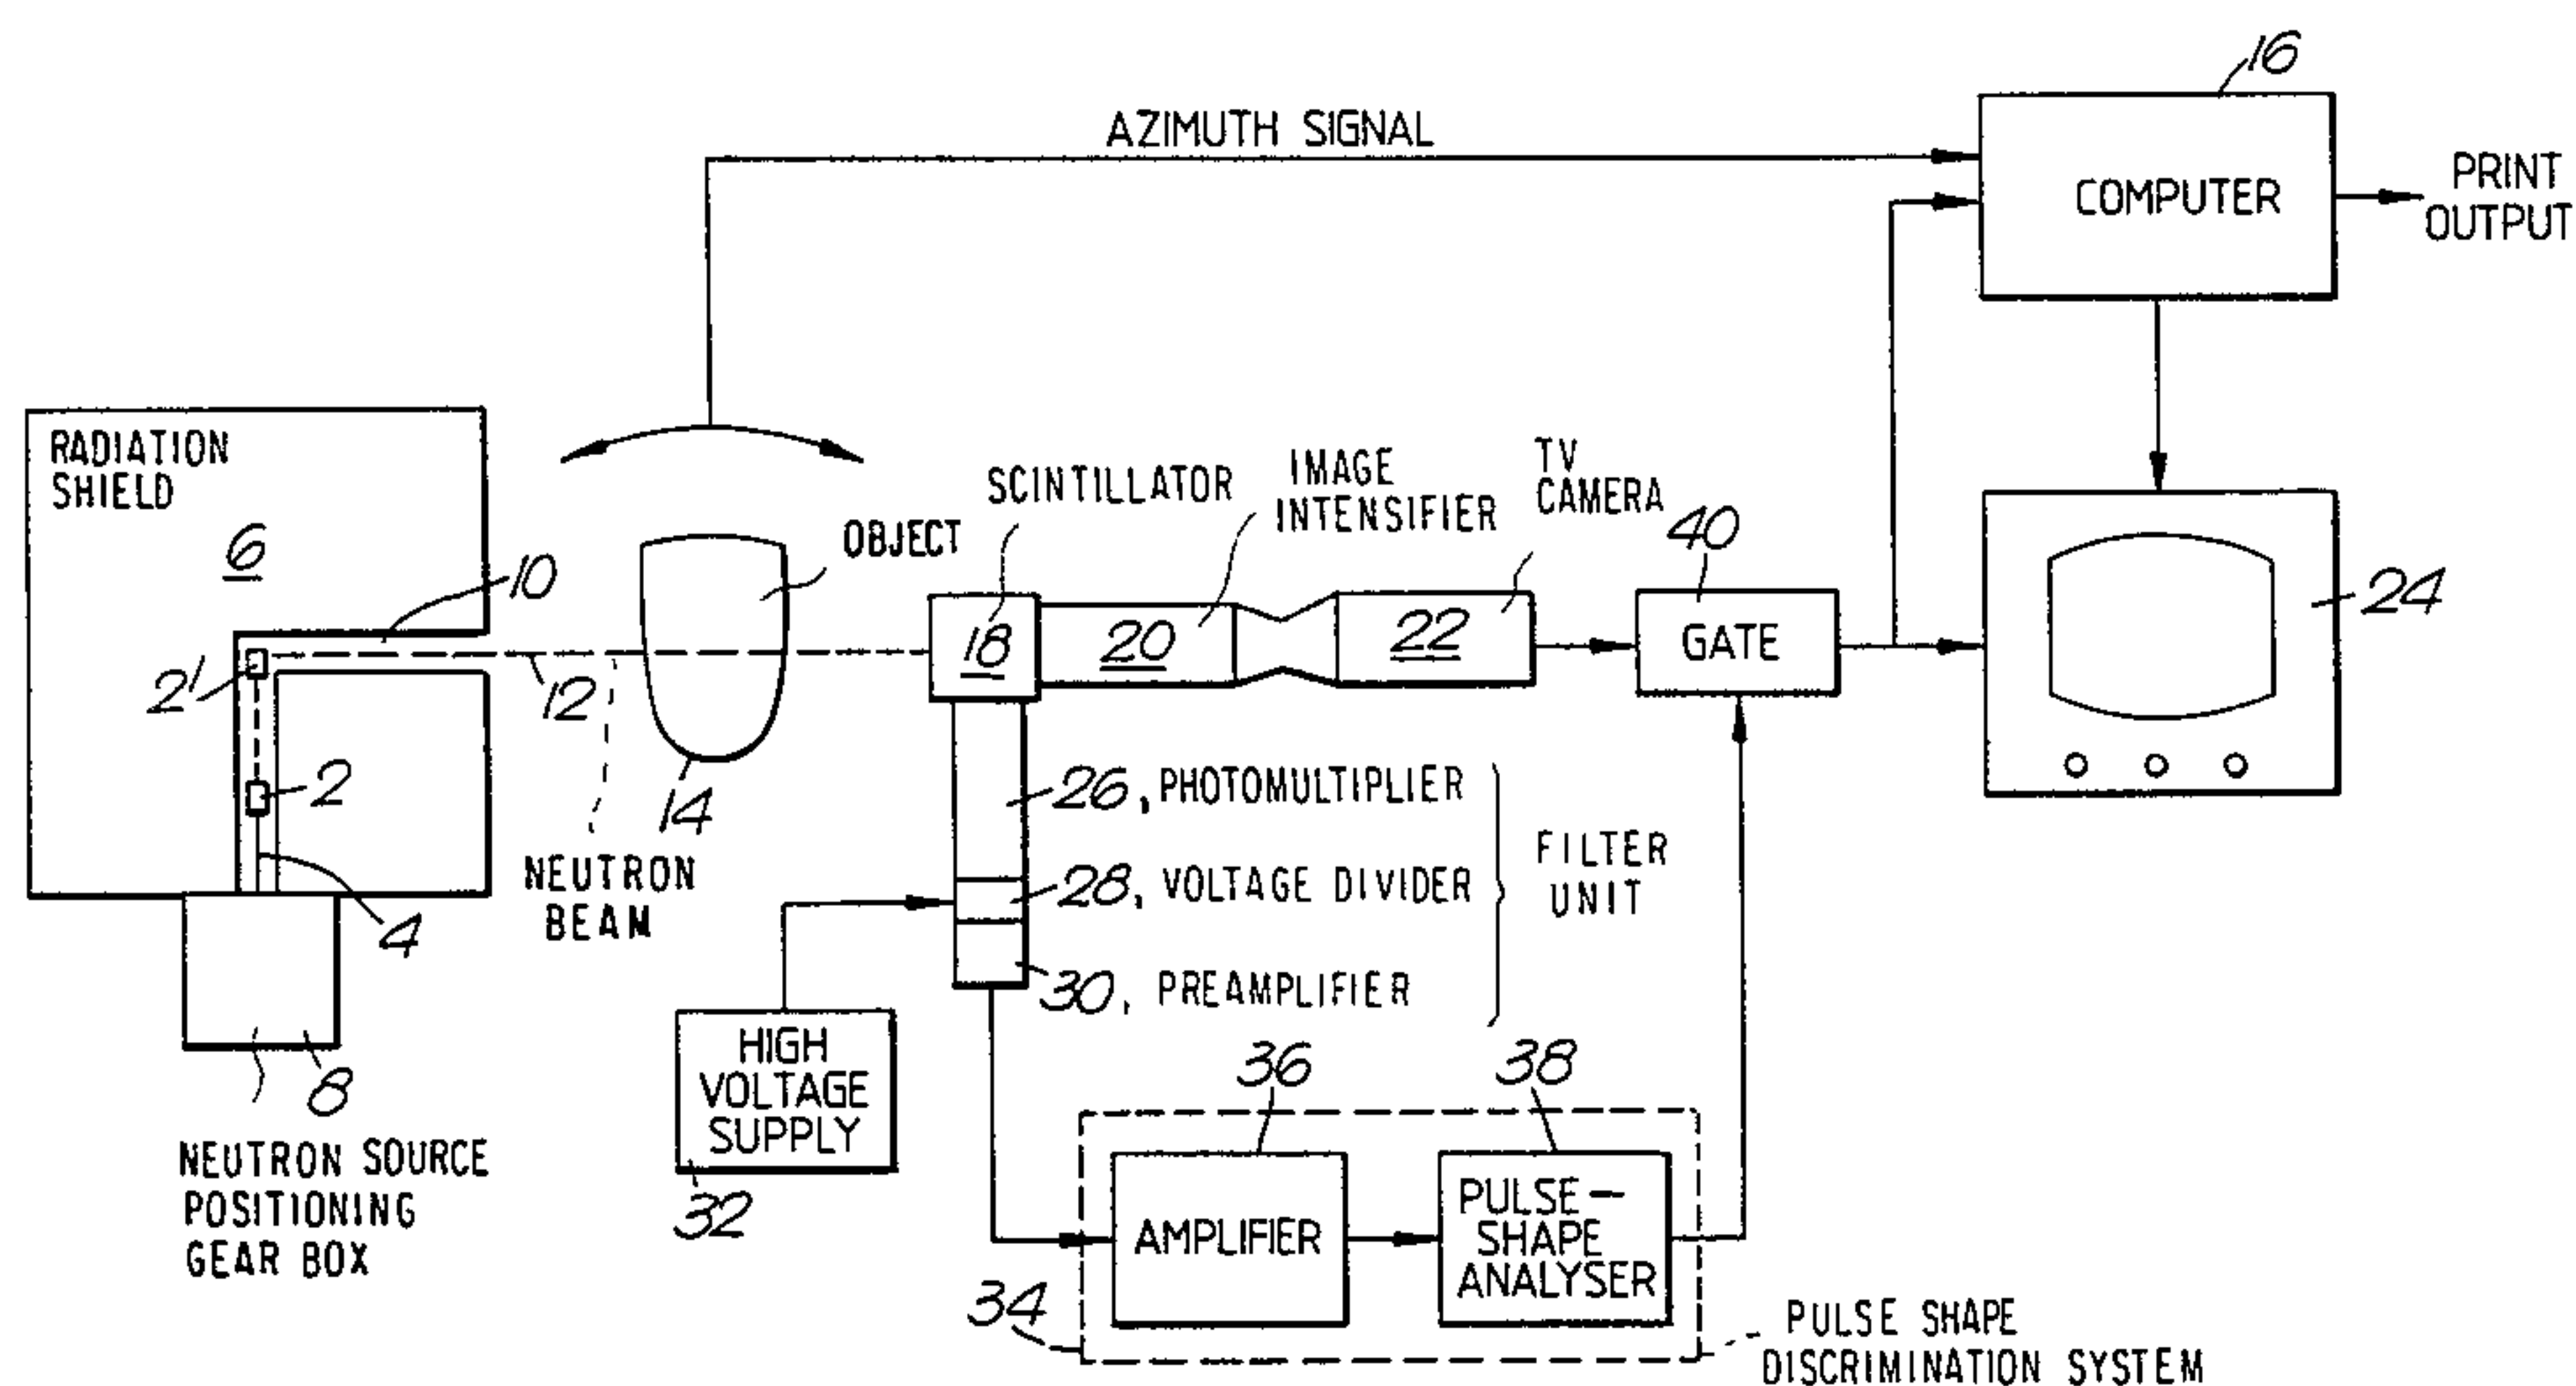 16
AZIMUTH SIGNAL
COMPUTER
PRINT
OUTPUT
RADIATION
SHIELD
6
10
2'
2
4
12
8
NEUTRON SOURCE
POSITIONING
GEAR BOX
OBJECT
14
NEUTRON
BEAM
SCINTILLATOR
18
IMAGE
INTENSIFIER
20
TV
CAMERA
22
40
GATE
24
26, PHOTOMULTIPLIER
28, VOLTAGE DIVIDER
30, PREAMPLIFIER
FILTER
UNIT
HIGH
VOLTAGE
SUPPLY
32
36
38
AMPLIFIER
PULSE-
SHAPE
ANALYSER
34
PULSE SHAPE
DISCRIMINATION SYSTEM